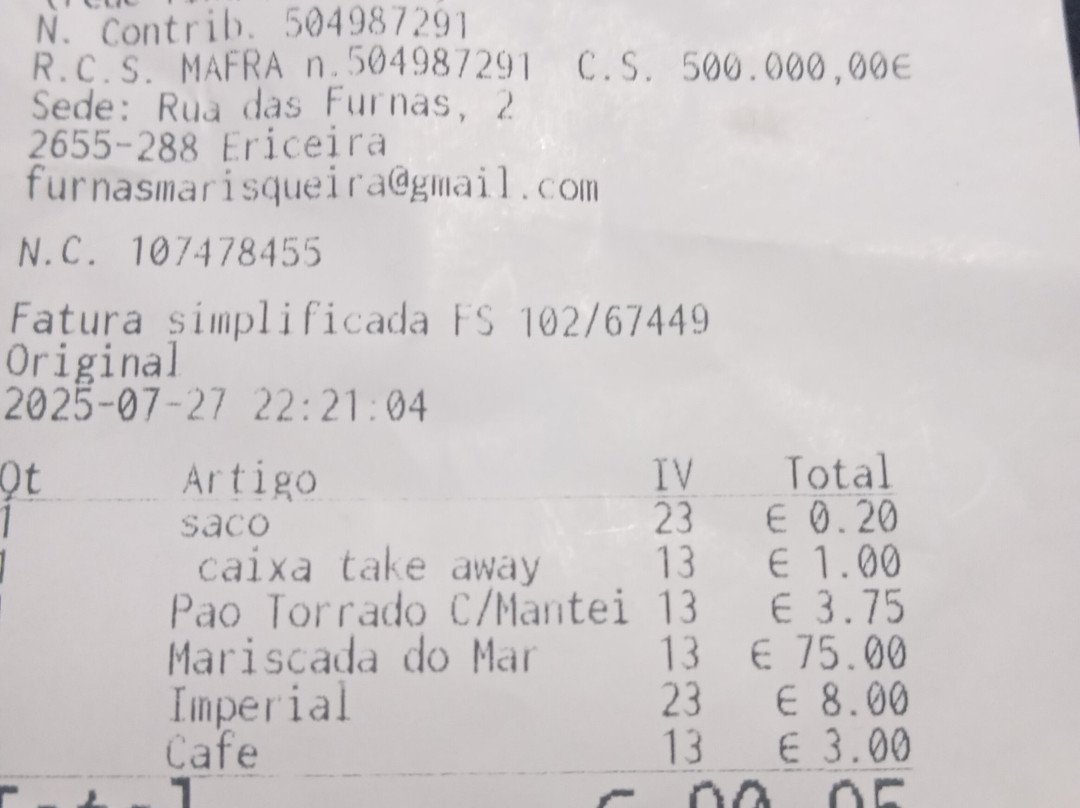 N. Contrib. 504987291
R.C.S. MAFRA n.504987291 C.S. 500.000,00€
Sede: Rua das Furnas, 2
2655-288 Ericeira
furnasmarisqueira@gmail.com
N.C. 107478455
Fatura simplificada FS 102/67449
Original
2025-07-27 22:21:04
Qt Artigo IV Total
1 saco 23 € 0.20
1 caixa take away 13 € 1.00
Pao Torrado C/Mantei 13 € 3.75
Mariscada do Mar 13 € 75.00
Imperial 23 € 8.00
Cafe 13 € 3.00
Total €